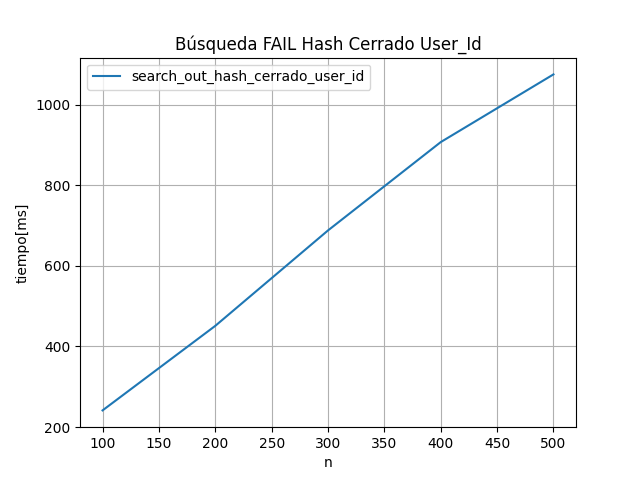 Búsqueda FAIL Hash Cerrado User_Id
search_out_hash_cerrado_user_id
1000
800
600
400
200
tiempo[ms]
100 150 200 250 300 350 400 450 500
n